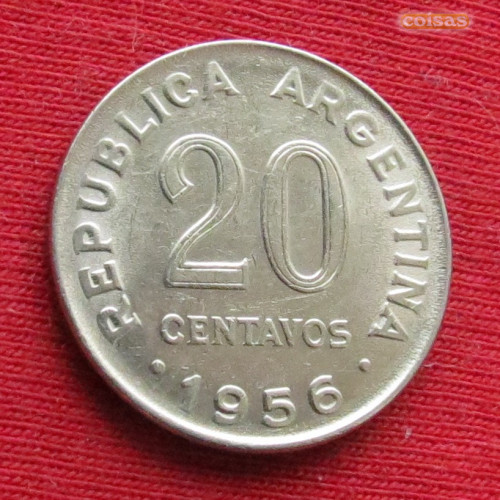 coisas
REPUBLICA ARGENTINA
20
CENTAVOS
· 1956 ·